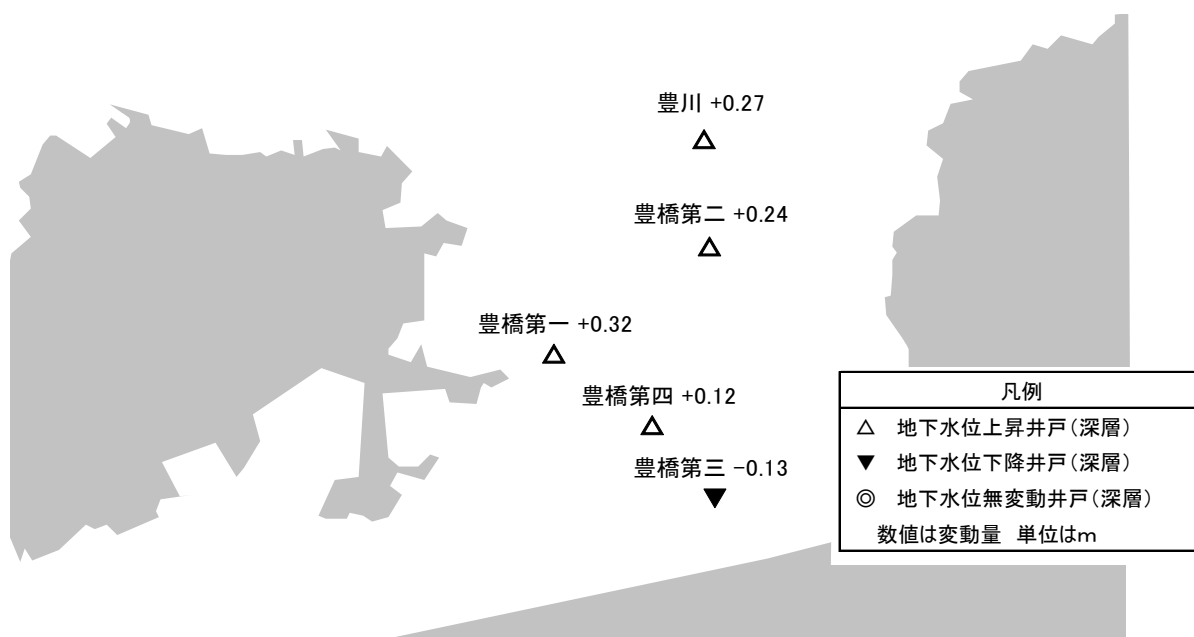 豊川 +0.27
豊橋第二 +0.24
豊橋第一 +0.32
豊橋第四 +0.12
豊橋第三 −0.13
凡例
△ 地下水位上昇井戸(深層)
▼ 地下水位下降井戸(深層)
◎ 地下水位無変動井戸(深層)
数値は変動量 単位はm